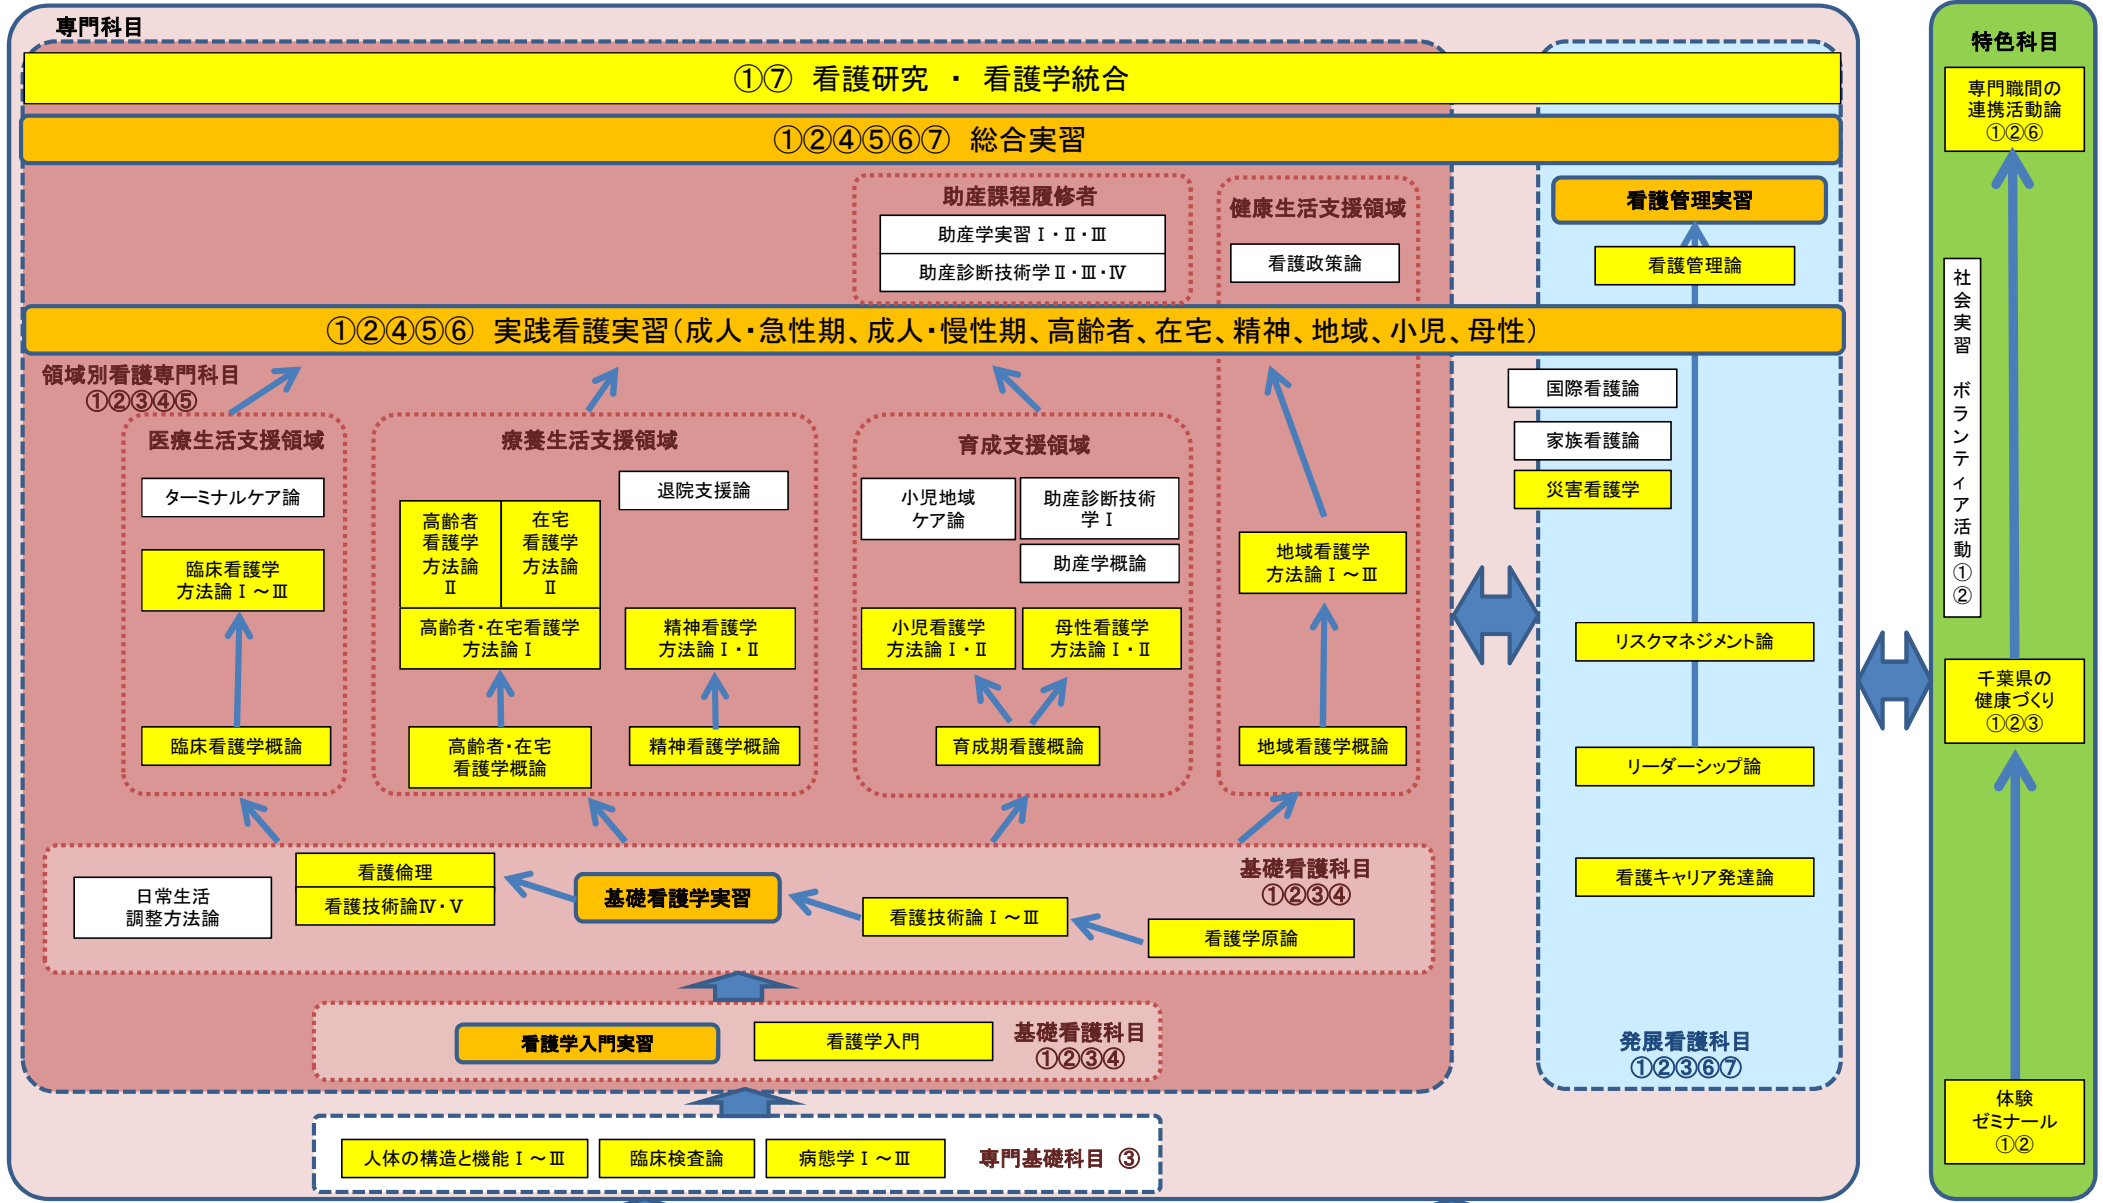 専門科目
①⑦ 看護研究 ・ 看護学統合
①②④⑤⑥⑦ 総合実習
助産課程履修者
助産学実習Ⅰ・Ⅱ・Ⅲ
助産診断技術学Ⅱ・Ⅲ・Ⅳ
健康生活支援領域
看護政策論
看護管理実習
看護管理論
①②④⑤⑥ 実践看護実習(成人・急性期、成人・慢性期、高齢者、在宅、精神、地域、小児、母性)
領域別看護専門科目
①②③④⑤
医療生活支援領域
ターミナルケア論
臨床看護学
方法論Ⅰ～Ⅲ
臨床看護学概論
療養生活支援領域
退院支援論
高齢者
看護学
方法論
Ⅱ
在宅
看護学
方法論
Ⅱ
高齢者・在宅看護学
方法論Ⅰ
精神看護学
方法論Ⅰ・Ⅱ
高齢者・在宅
看護学概論
精神看護学概論
育成支援領域
小児地域
ケア論
助産診断技術
学Ⅰ
助産学概論
小児看護学
方法論Ⅰ・Ⅱ
母性看護学
方法論Ⅰ・Ⅱ
育成期看護概論
地域看護学
方法論Ⅰ～Ⅲ
地域看護学概論
国際看護論
家族看護論
災害看護学
リスクマネジメント論
リーダーシップ論
看護キャリア発達論
発展看護科目
①②③⑥⑦
基礎看護科目
①②③④
日常生活
調整方法論
看護倫理
看護技術論Ⅳ・Ⅴ
基礎看護学実習
看護技術論Ⅰ～Ⅲ
看護学原論
看護学入門実習
看護学入門
基礎看護科目
①②③④
人体の構造と機能Ⅰ～Ⅲ
臨床検査論
病態学Ⅰ～Ⅲ
専門基礎科目 ③
特色科目
専門職間の
連携活動論
①②⑥
社会実習 ボランティア活動①②
千葉県の
健康づくり
①②③
体験
ゼミナール
①②